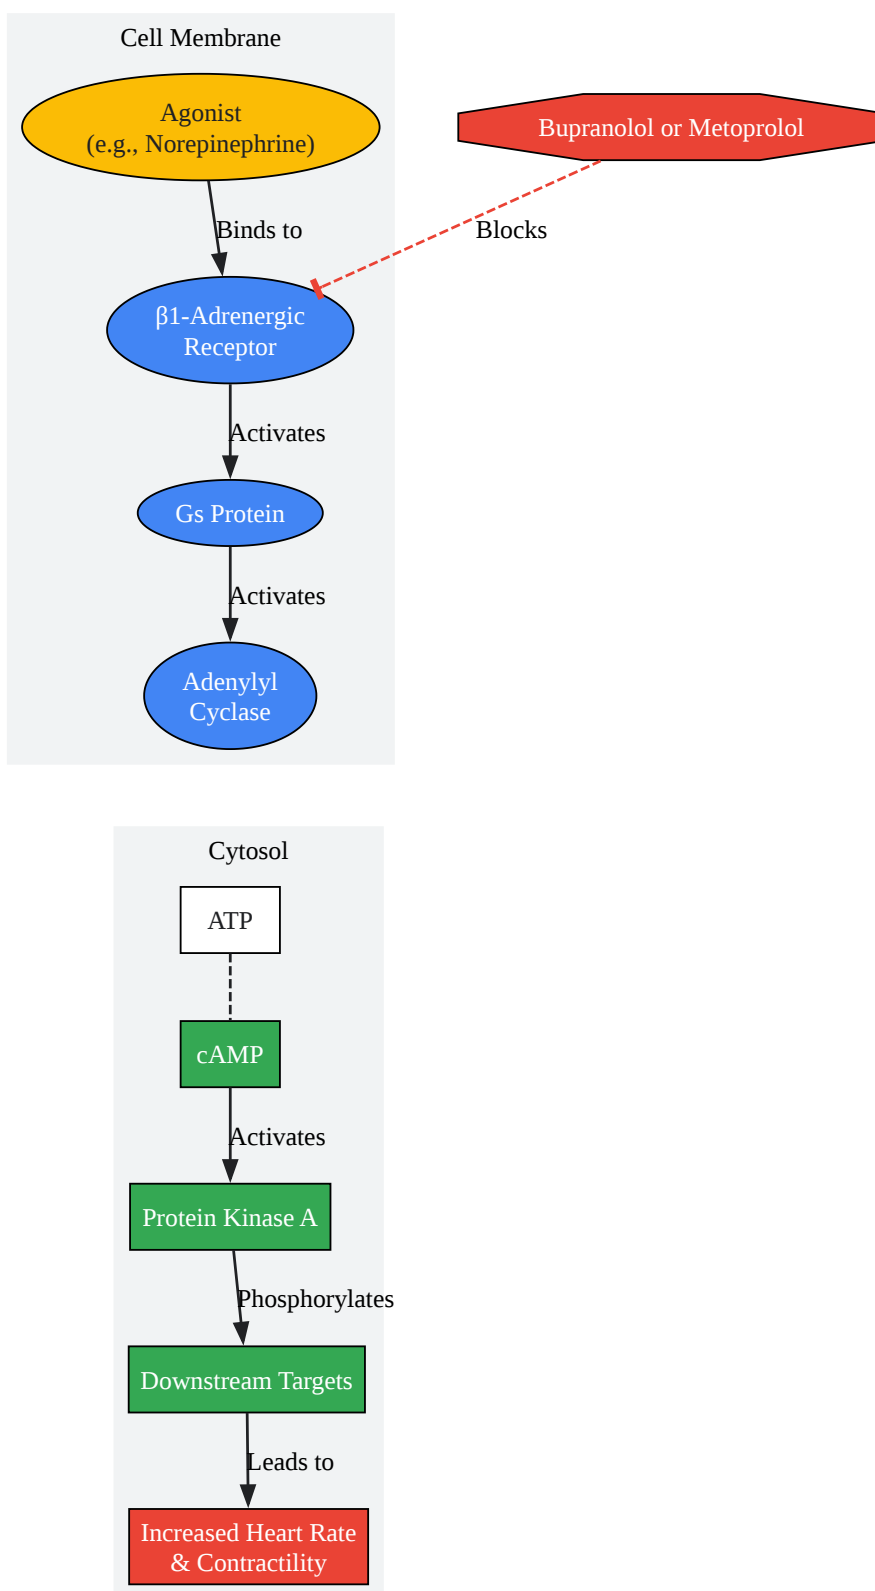 Cell Membrane
Agonist
(e.g., Norepinephrine)
Bupranolol or Metoprolol
Binds to
Blocks
β1-Adrenergic
Receptor
Activates
Gs Protein
Activates
Adenylyl
Cyclase
Cytosol
ATP
cAMP
Activates
Protein Kinase A
Phosphorylates
Downstream Targets
Leads to
Increased Heart Rate
& Contractility